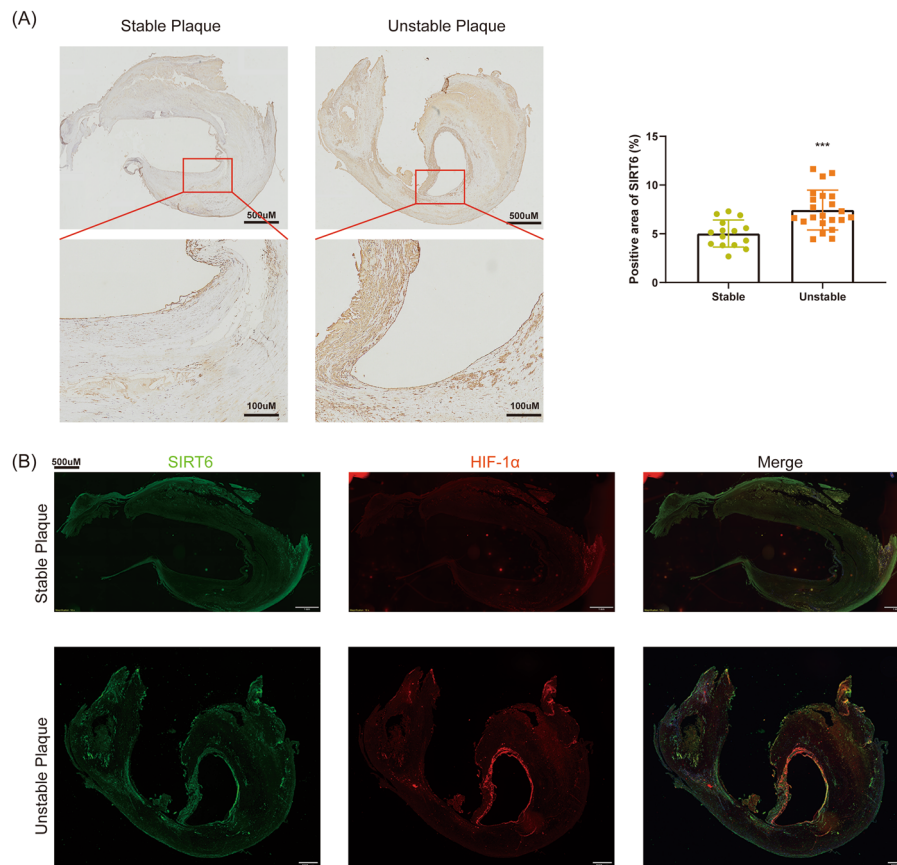 (A)
Stable Plaque
Unstable Plaque
500uM
500uM
100uM
100uM
Positive area of SIRT6 (%)
15
10
5
0
***
Stable
Unstable
(B)
500uM
SIRT6
HIF-1α
Merge
Stable Plaque
Unstable Plaque